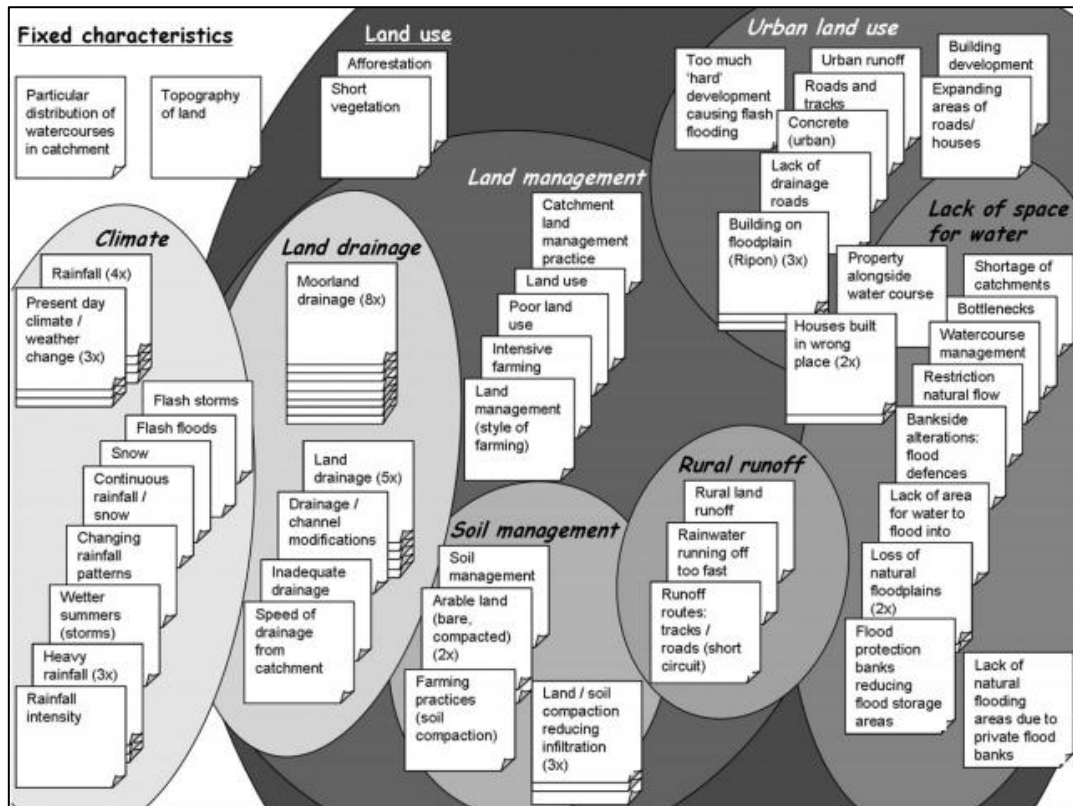 Fixed characteristics
Particular
distribution of
watercourses
in catchment
Topography
of land
Land use
Afforestation
Short
vegetation
Urban land use
Too much
'hard'
development
causing flash
flooding
Urban runoff
Roads and
tracks
Concrete
(urban)
Lack of
drainage
roads
Building on
floodplain
(Ripon) (3x)
Building
development
Expanding
areas of
roads/
houses
Land management
Catchment
land
management
practice
Land use
Poor land
use
Intensive
farming
Land
management
(style of
farming)
Lack of space
for water
Property
alongside
water course
Houses built
in wrong
place (2x)
Shortage of
catchments
Bottlenecks
Watercourse
management
Restriction
natural flow
Bankside
alterations:
flood
defences
Lack of area
for water to
flood into
Loss of
natural
floodplains
(2x)
Flood
protection
banks
reducing
flood storage
areas
Lack of
natural
flooding
areas due to
private flood
banks
Climate
Rainfall (4x)
Present day
climate /
weather
change (3x)
Flash storms
Flash floods
Snow
Continuous
rainfall /
snow
Changing
rainfall
patterns
Wetter
summers
(storms)
Heavy
rainfall (3x)
Rainfall
intensity
Land drainage
Moorland
drainage (8x)
Land
drainage (5x)
Drainage /
channel
modifications
Inadequate
drainage
Speed of
drainage
from
catchment
Soil management
Soil
management
Arable land
(bare,
compacted)
(2x)
Farming
practices
(soil
compaction)
Land / soil
compaction
reducing
infiltration
(3x)
Rural runoff
Rural land
runoff
Rainwater
running off
too fast
Runoff
routes:
tracks /
roads (short
circuit)